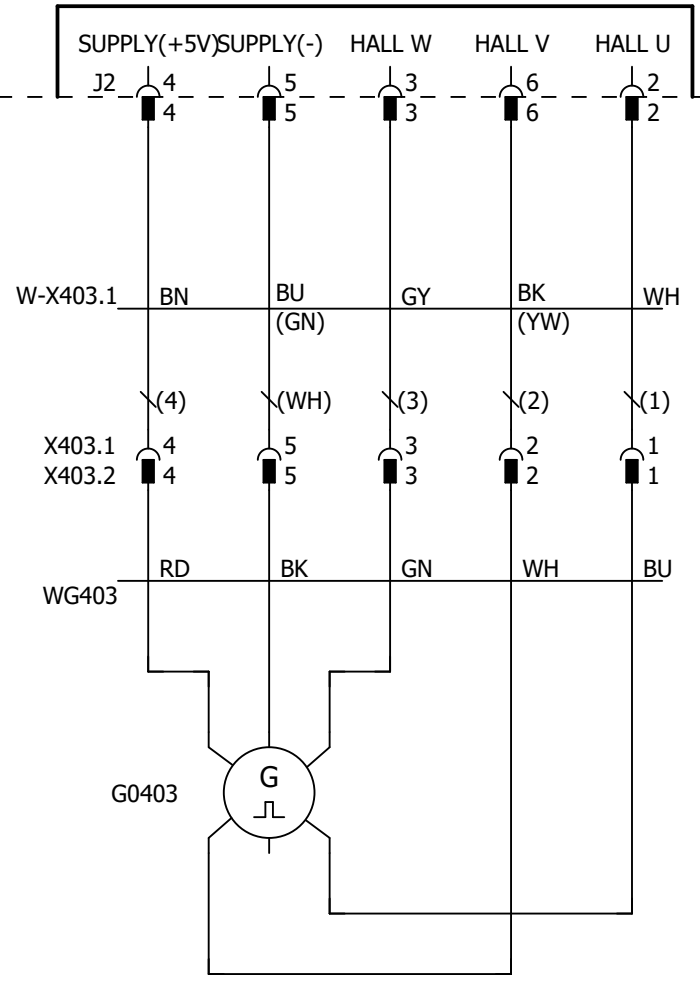 SUPPLY(+5V) SUPPLY(-) HALL W HALL V HALL U
J2 4 5 3 6 2
4 5 3 6 2
W-X403.1 BN BU GY BK WH
(GN) (YW)
(4) (WH) (3) (2) (1)
X403.1 4 5 3 2 1
X403.2 4 5 3 2 1
RD BK GN WH BU
WG403
G
G0403